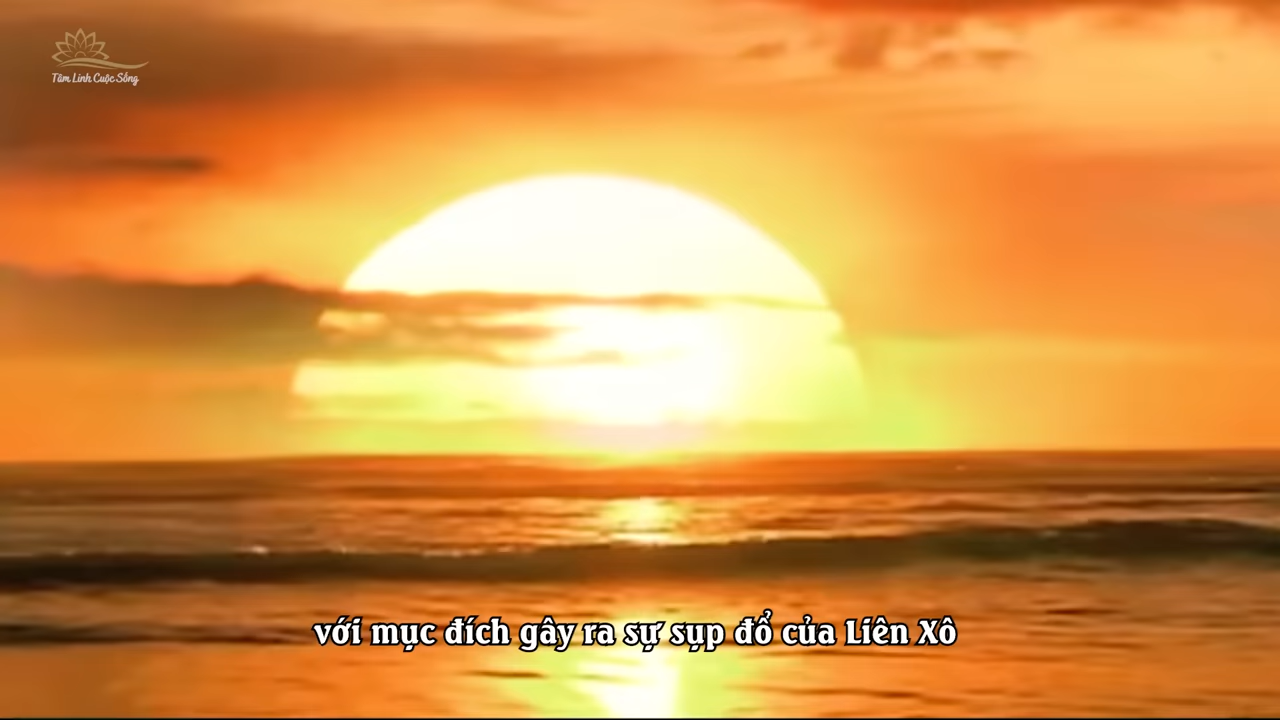 Tâm Linh Cuộc Sống
với mục đích gây ra sự sụp đổ của Liên Xô